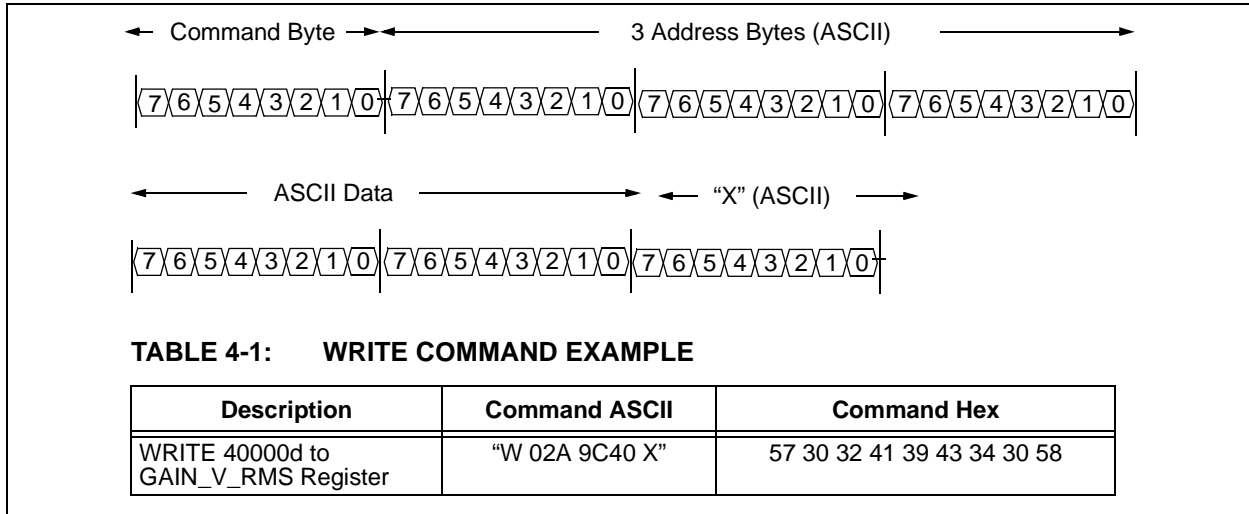 Command Byte 3 Address Bytes (ASCII)
7 6 5 4 3 2 1 0 7 6 5 4 3 2 1 0 7 6 5 4 3 2 1 0 7 6 5 4 3 2 1 0
ASCII Data “X” (ASCII)
7 6 5 4 3 2 1 0 7 6 5 4 3 2 1 0 7 6 5 4 3 2 1 0
TABLE 4-1: WRITE COMMAND EXAMPLE
Description Command ASCII Command Hex
WRITE 40000d to “W 02A 9C40 X” 57 30 32 41 39 43 34 30 58
GAIN_V_RMS Register